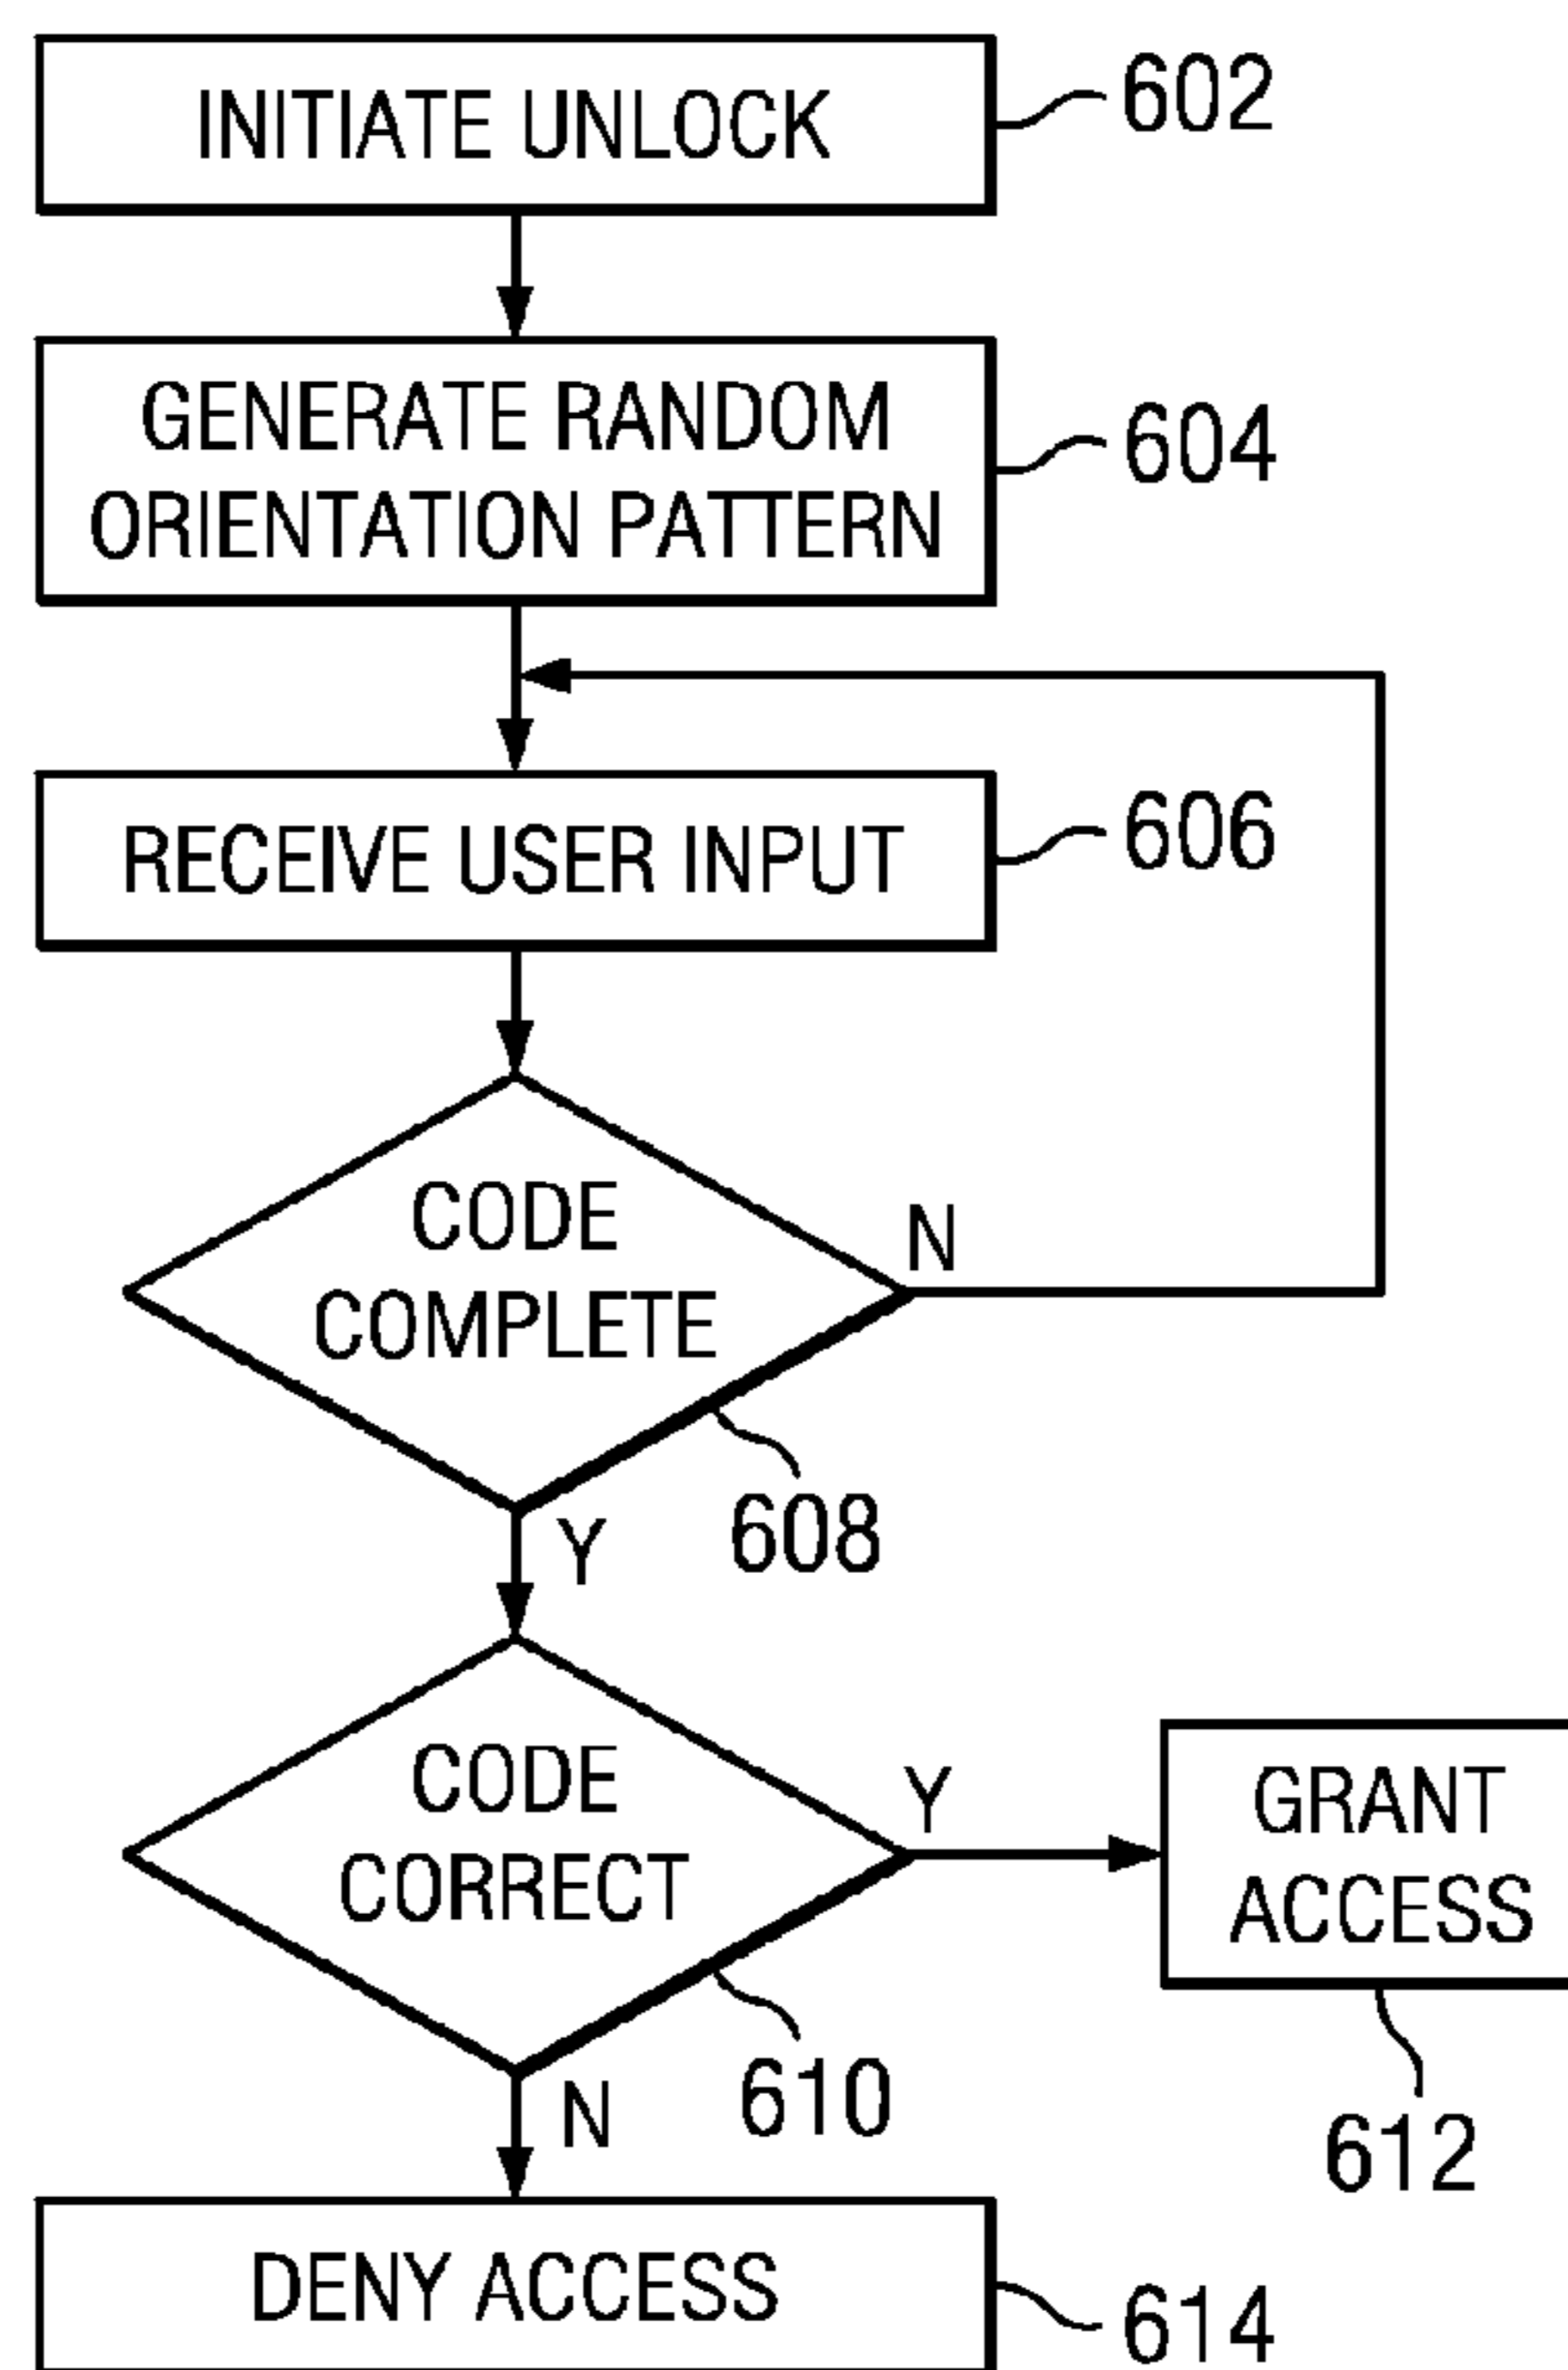 INITIATE UNLOCK
602
GENERATE RANDOM
ORIENTATION PATTERN
604
RECEIVE USER INPUT
606
CODE
COMPLETE
N
608
Y
CODE
CORRECT
Y
GRANT
ACCESS
610
612
N
DENY ACCESS
614